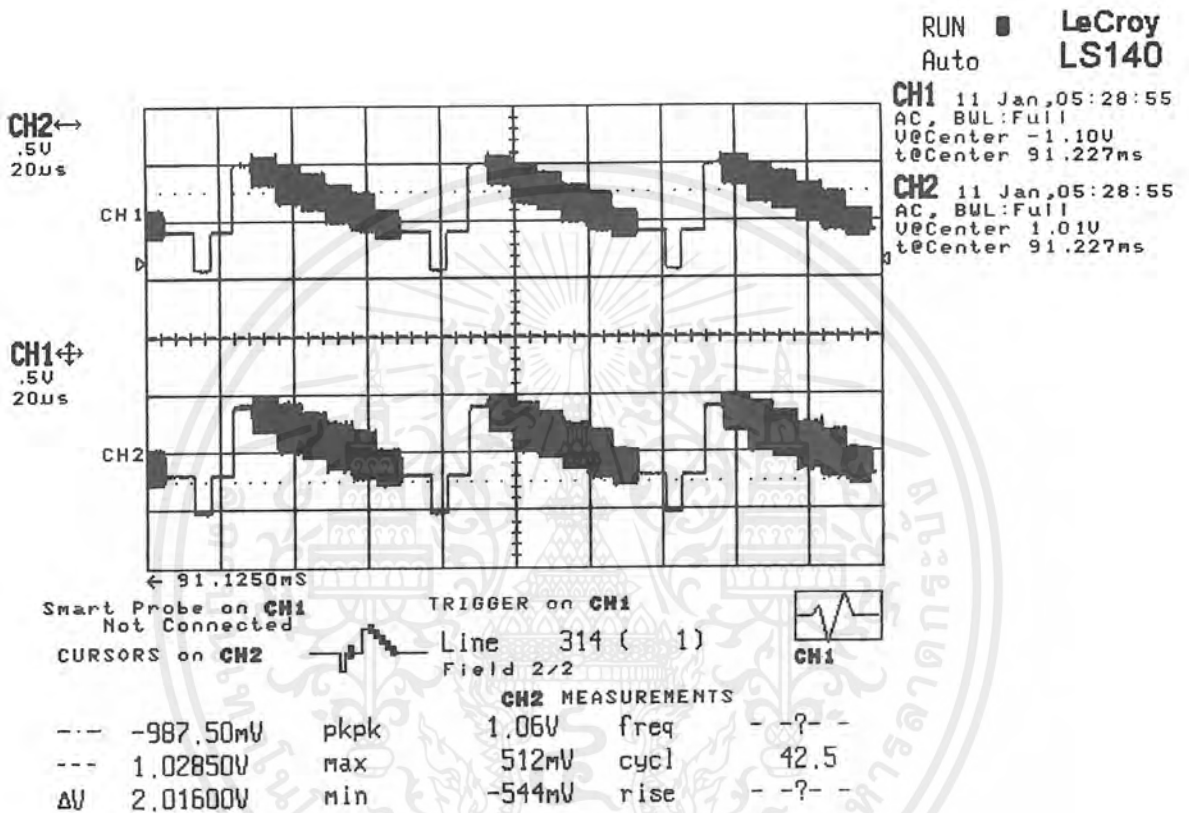 RUN LeCroy
Auto LS140
CH1 11 Jan,05:28:55
AC, BWL:Full
V@Center -1.10V
t@Center 91.227ms
CH2 11 Jan,05:28:55
AC, BWL:Full
V@Center 1.01V
t@Center 91.227ms
CH2
.5V
20us
CH1
CH1
.5V
20us
CH2
← 91.1250mS
Smart Probe on CH1
Not Connected
CURSORS on CH2
TRIGGER on CH1
Line 314 ( 1)
Field 2/2
CH1
CH2 MEASUREMENTS
-·- -987.50mV pkpk 1.06V freq - -?- -
--- 1.02850V max 512mV cycl 42.5
ΔV 2.01600V min -544mV rise - -?- -